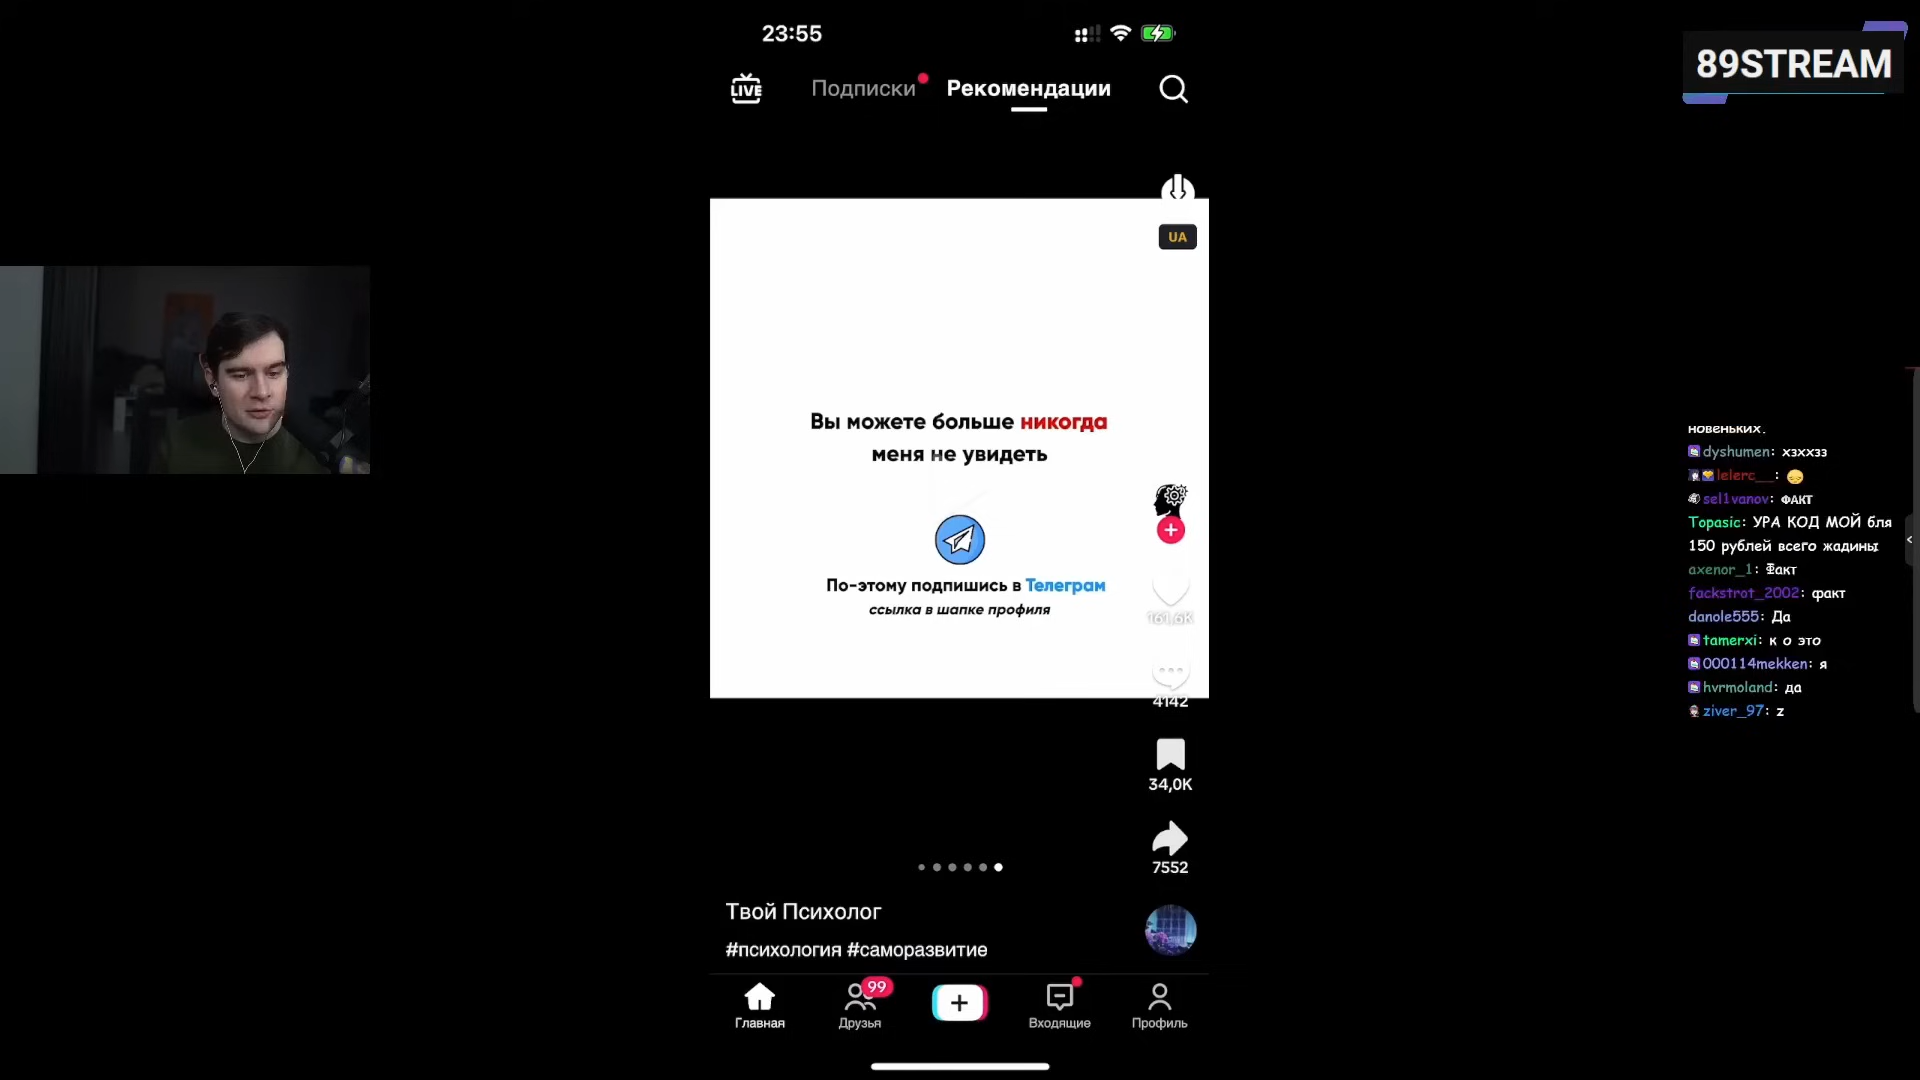 23:55
LIVE
Подписки
Рекомендации
89STREAM
UA
Вы можете больше никогда
меня не увидеть
По-этому подпишись в Телеграм
ссылка в шапке профиля
161,6K
4142
34,0K
7552
Твой Психолог
#психология #саморазвитие
Главная
99
Друзья
Входящие
Профиль
новеньких.
dyshumen: хзххзз
lelerc__:
sel1vanov: ФАКТ
Topasic: УРА КОД МОЙ бля
150 рублей всего жадины
axenor_1: Факт
fackstrot_2002: факт
danole555: Да
tamerxi: к о это
000114mekken: я
hvrmoland: да
ziver_97: z